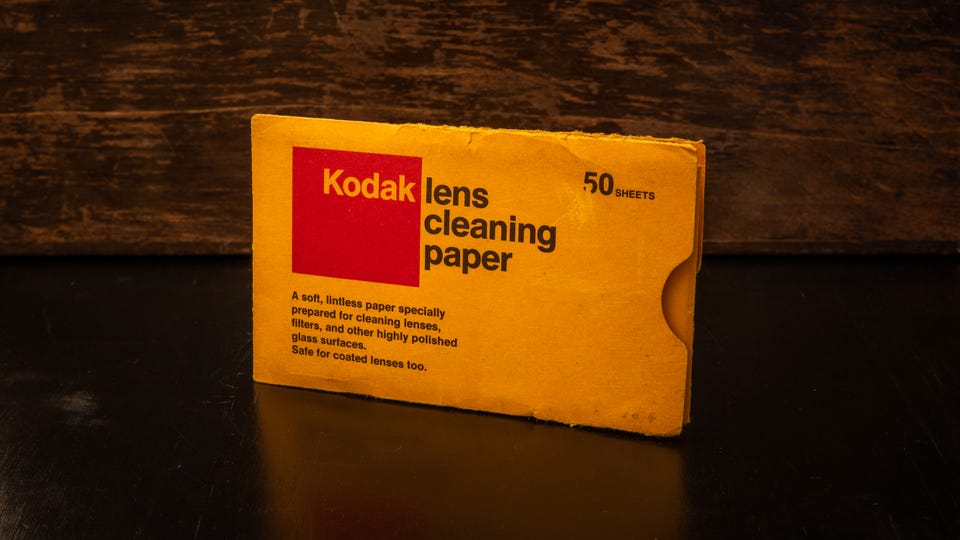 Kodak lens
cleaning
paper
50 SHEETS
A soft, lintless paper specially
prepared for cleaning lenses,
filters, and other highly polished
glass surfaces.
Safe for coated lenses too.